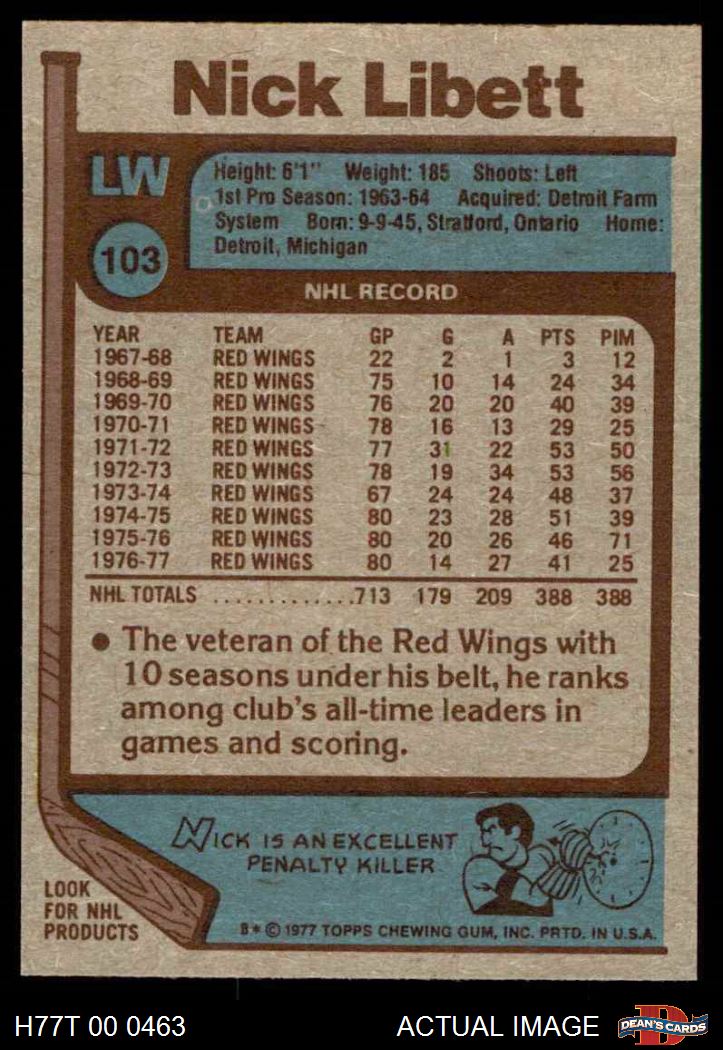 Nick Libett
LW
Height: 6'1" Weight: 185 Shoots: Left
1st Pro Season: 1963-64 Acquired: Detroit Farm
System Born: 9-9-45, Stratford, Ontario Home:
Detroit, Michigan
103
NHL RECORD
YEAR TEAM GP G A PTS PIM
1967-68 RED WINGS 22 2 1 3 12
1968-69 RED WINGS 75 10 14 24 34
1969-70 RED WINGS 76 20 20 40 39
1970-71 RED WINGS 78 16 13 29 25
1971-72 RED WINGS 77 31 22 53 50
1972-73 RED WINGS 78 19 34 53 56
1973-74 RED WINGS 67 24 24 48 37
1974-75 RED WINGS 80 23 28 51 39
1975-76 RED WINGS 80 20 26 46 71
1976-77 RED WINGS 80 14 27 41 25
NHL TOTALS .............713 179 209 388 388
● The veteran of the Red Wings with
10 seasons under his belt, he ranks
among club's all-time leaders in
games and scoring.
NICK IS AN EXCELLENT
PENALTY KILLER
LOOK
FOR NHL
PRODUCTS
B* © 1977 TOPPS CHEWING GUM, INC. PRTD. IN U.S.A.
H77T 00 0463 ACTUAL IMAGE
D
DEAN'S CARDS